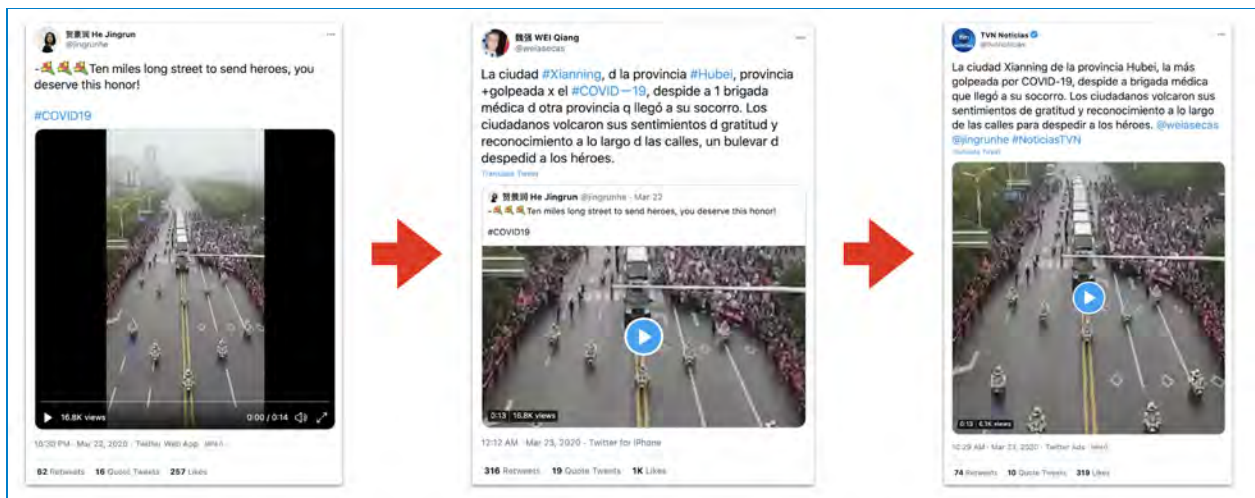 贺景润 He Jingrun
@jingrunhe
-💐💐💐Ten miles long street to send heroes, you
deserve this honor!
#COVID19
16.8K views
0:00 / 0:14
10:30 PM · Mar 22, 2020 · Twitter Web App
62 Retweets 16 Quote Tweets 257 Likes
魏强 WEI Qiang
@weiasecas
La ciudad #Xianning, d la provincia #Hubei, provincia
+golpeada x el #COVID—19, despide a 1 brigada
médica d otra provincia q llegó a su socorro. Los
ciudadanos volcaron sus sentimientos d gratitud y
reconocimiento a lo largo d las calles, un bulevar d
despedid a los héroes.
Translate Tweet
贺景润 He Jingrun @jingrunhe · Mar 22
-💐💐💐Ten miles long street to send heroes, you deserve this honor!
#COVID19
0:13 16.8K views
12:12 AM · Mar 23, 2020 · Twitter for iPhone
316 Retweets 19 Quote Tweets 1K Likes
TVN Noticias
@tvnnoticias
La ciudad Xianning de la provincia Hubei, la más
golpeada por COVID-19, despide a brigada médica
que llegó a su socorro. Los ciudadanos volcaron sus
sentimientos de gratitud y reconocimiento a lo largo
de las calles para despedir a los héroes. @weiasecas
@jingrunhe #NoticiasTVN
Translate Tweet
0:13 6.1K views
10:29 AM · Mar 23, 2020 · Twitter Ads
74 Retweets 10 Quote Tweets 319 Likes